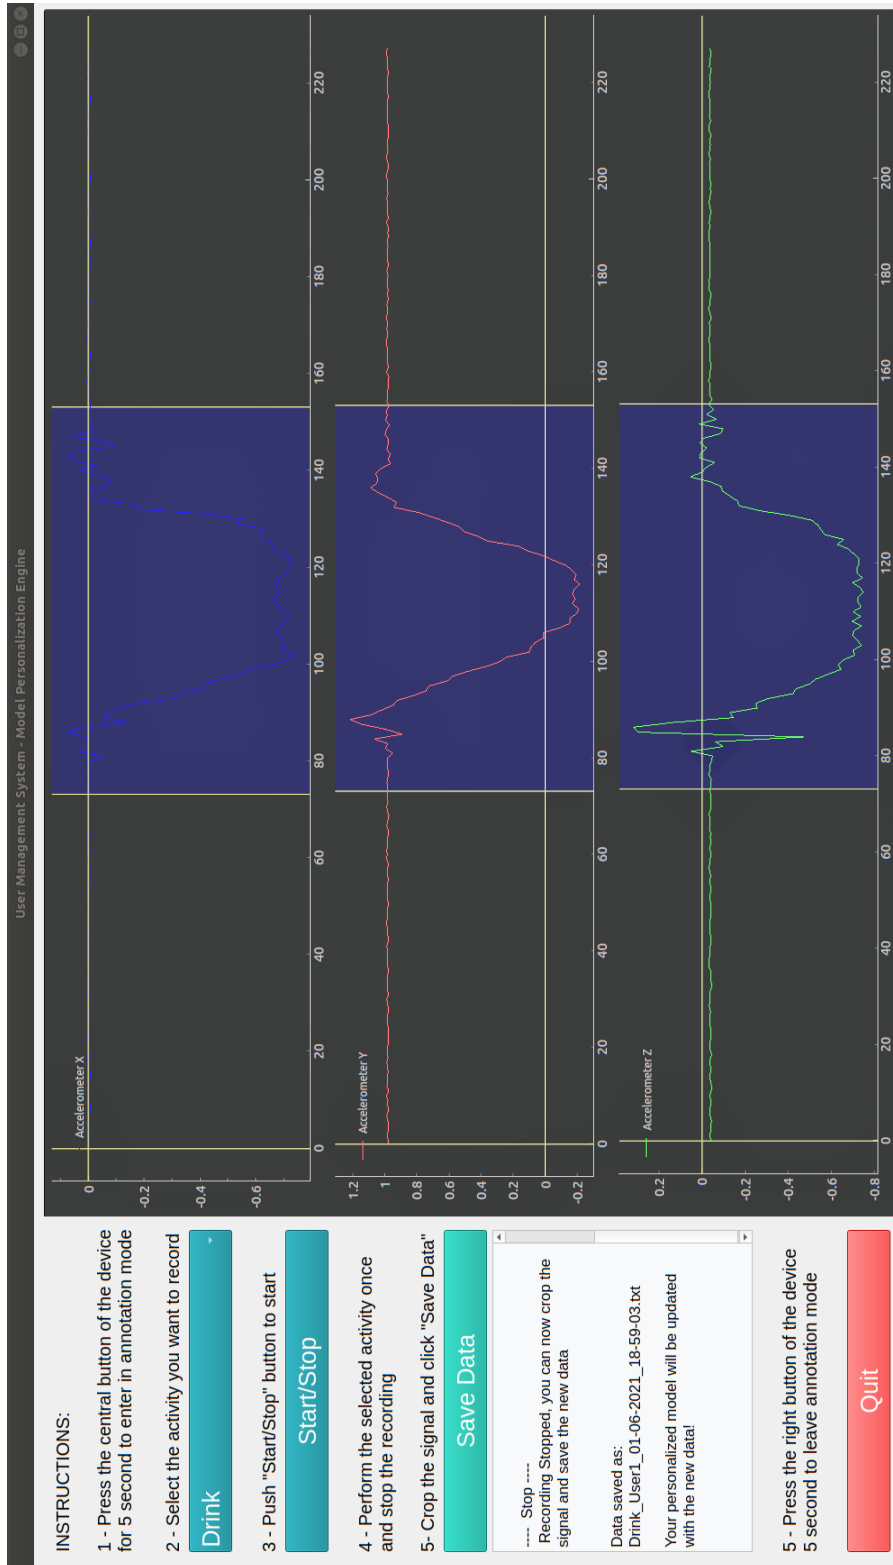 User Management System - Model Personalization Engine
INSTRUCTIONS:
1 - Press the central button of the device
for 5 second to enter in annotation mode
2 - Select the activity you want to record
Drink
3 - Push "Start/Stop" button to start
Start/Stop
4 - Perform the selected activity once
and stop the recording
5- Crop the signal and click "Save Data"
Save Data
---- Stop ----
Recording Stopped, you can now crop the
signal and save the new data
Data saved as:
Drink_User1_01-06-2021_18-59-03.txt
Your personalized model will be updated
with the new data!
5 - Press the right button of the device
5 second to leave annotation mode
Quit
Accelerometer X
0
-0.2
-0.4
-0.6
0 20 40 60 80 100 120 140 160 180 200 220
Accelerometer Y
1.2
1
0.8
0.6
0.4
0.2
0
-0.2
0 20 40 60 80 100 120 140 160 180 200 220
Accelerometer Z
0.2
0
-0.2
-0.4
-0.6
-0.8
0 20 40 60 80 100 120 140 160 180 200 220